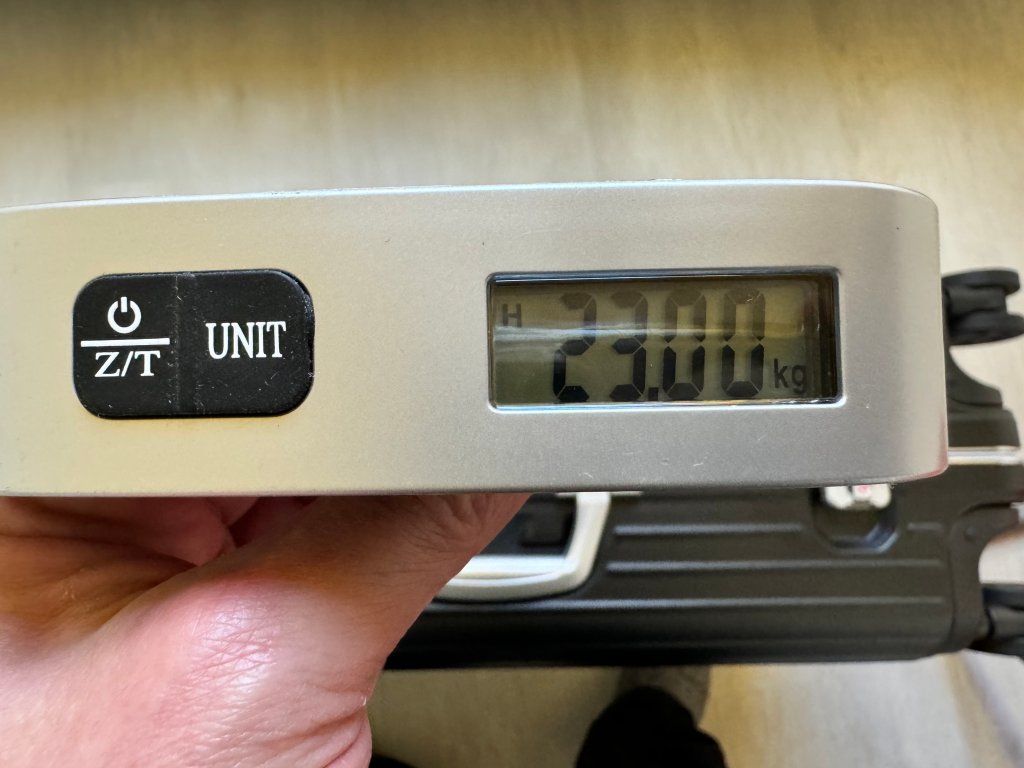 Z/T UNIT
H 23.00 kg